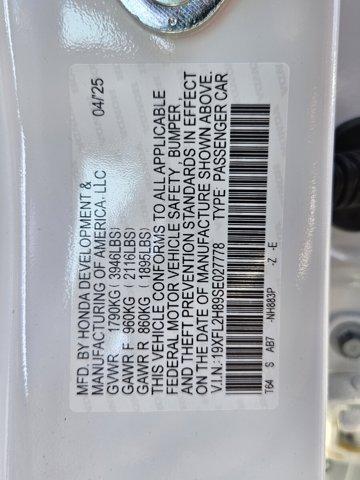 MFD. BY HONDA DEVELOPMENT & 04/'25
MANUFACTURING OF AMERICA, LLC
GVWR 1790KG (3946LBS)
GAWR F 960KG (2116LBS)
GAWR R 860KG (1895LBS)
THIS VEHICLE CONFORMS TO ALL APPLICABLE
FEDERAL MOTOR VEHICLE SAFETY, BUMPER,
AND THEFT PREVENTION STANDARDS IN EFFECT
ON THE DATE OF MANUFACTURE SHOWN ABOVE.
V.I.N.:19XFL2H89SE027778 TYPE:PASSENGER CAR
T64 S AB7 -NH883P -Z -E